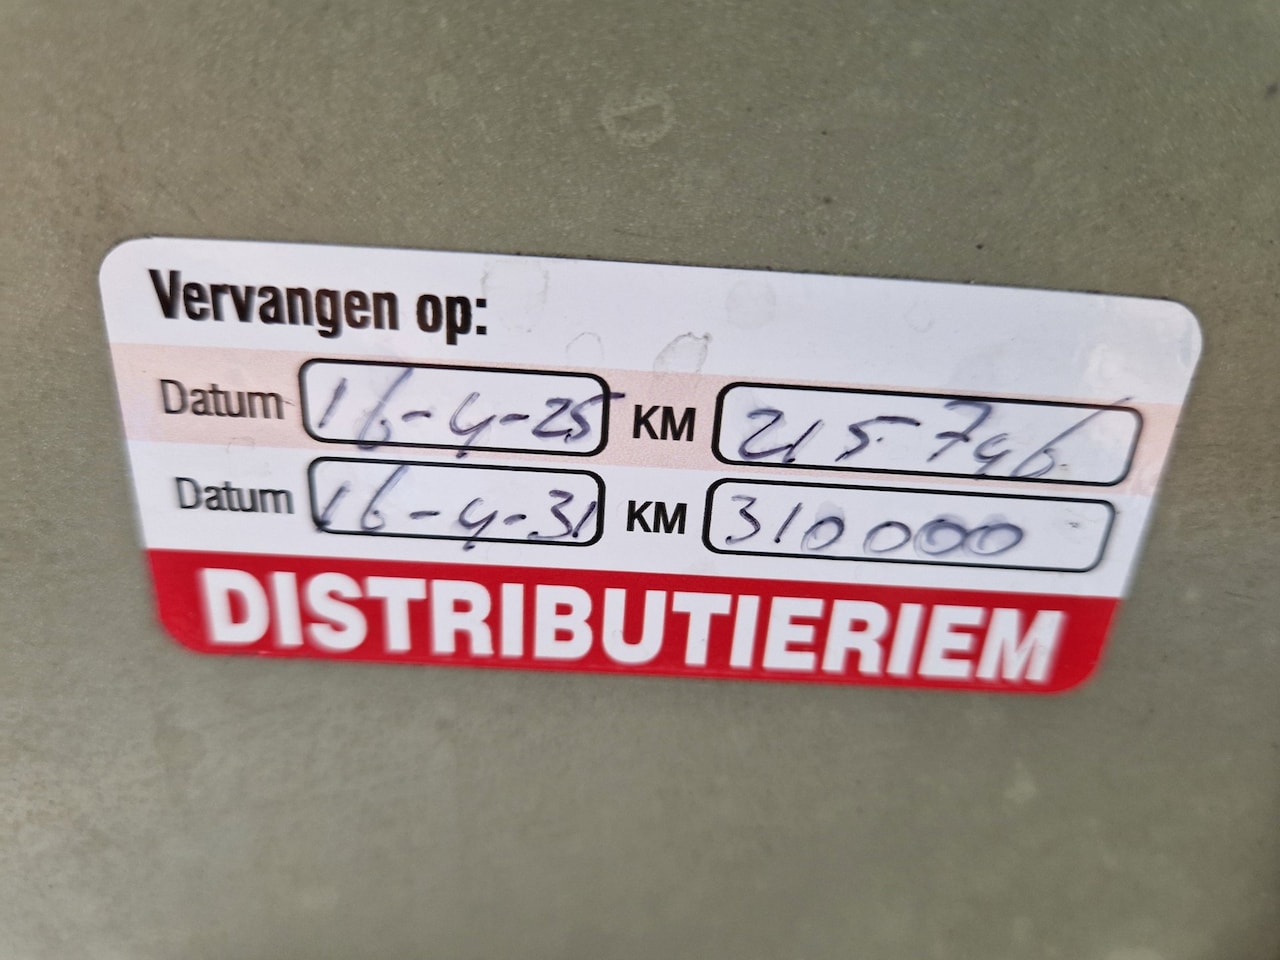 Vervangen op:
Datum 16-4-25 KM 215746
Datum 16-4-31 KM 310000
DISTRIBUTIERIEM